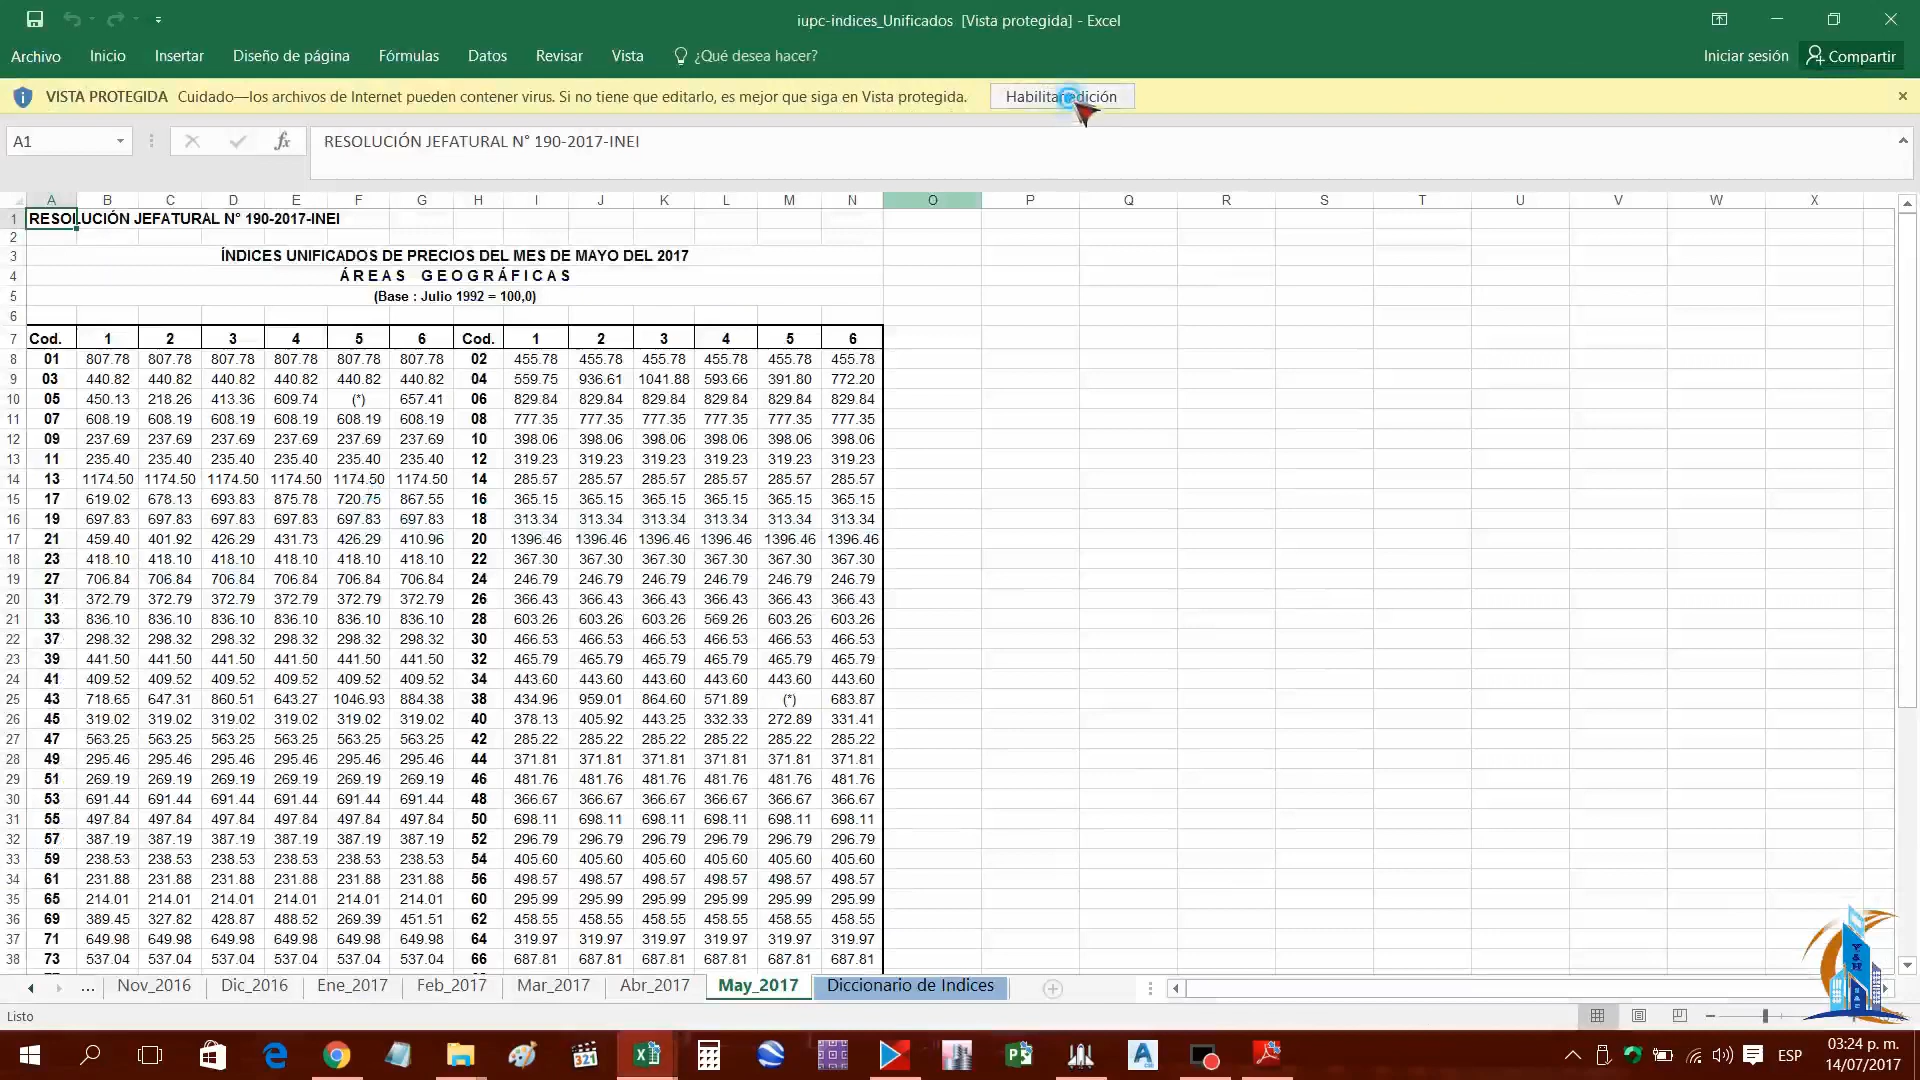 iupc-indices_Unificados [Vista protegida] - Excel
Archivo Inicio Insertar Diseño de página Fórmulas Datos Revisar Vista ¿Qué desea hacer? Iniciar sesión Compartir
VISTA PROTEGIDA Cuidado—los archivos de Internet pueden contener virus. Si no tiene que editarlo, es mejor que siga en Vista protegida. Habilitar edición
A1 fx RESOLUCIÓN JEFATURAL N° 190-2017-INEI
A B C D E F G H I J K L M N O P Q R S T U V W X
1 RESOLUCIÓN JEFATURAL N° 190-2017-INEI
2
3 ÍNDICES UNIFICADOS DE PRECIOS DEL MES DE MAYO DEL 2017
4 ÁREAS GEOGRÁFICAS
5 (Base : Julio 1992 = 100,0)
6
7 Cod. 1 2 3 4 5 6 Cod. 1 2 3 4 5 6
8 01 807.78 807.78 807.78 807.78 807.78 807.78 02 455.78 455.78 455.78 455.78 455.78 455.78
9 03 440.82 440.82 440.82 440.82 440.82 440.82 04 559.75 936.61 1041.88 593.66 391.80 772.20
10 05 450.13 218.26 413.36 609.74 (*) 657.41 06 829.84 829.84 829.84 829.84 829.84 829.84
11 07 608.19 608.19 608.19 608.19 608.19 608.19 08 777.35 777.35 777.35 777.35 777.35 777.35
12 09 237.69 237.69 237.69 237.69 237.69 237.69 10 398.06 398.06 398.06 398.06 398.06 398.06
13 11 235.40 235.40 235.40 235.40 235.40 235.40 12 319.23 319.23 319.23 319.23 319.23 319.23
14 13 1174.50 1174.50 1174.50 1174.50 1174.50 1174.50 14 285.57 285.57 285.57 285.57 285.57 285.57
15 17 619.02 678.13 693.83 875.78 720.75 867.55 16 365.15 365.15 365.15 365.15 365.15 365.15
16 19 697.83 697.83 697.83 697.83 697.83 697.83 18 313.34 313.34 313.34 313.34 313.34 313.34
17 21 459.40 401.92 426.29 431.73 426.29 410.96 20 1396.46 1396.46 1396.46 1396.46 1396.46 1396.46
18 23 418.10 418.10 418.10 418.10 418.10 418.10 22 367.30 367.30 367.30 367.30 367.30 367.30
19 27 706.84 706.84 706.84 706.84 706.84 706.84 24 246.79 246.79 246.79 246.79 246.79 246.79
20 31 372.79 372.79 372.79 372.79 372.79 372.79 26 366.43 366.43 366.43 366.43 366.43 366.43
21 33 836.10 836.10 836.10 836.10 836.10 836.10 28 603.26 603.26 603.26 569.26 603.26 603.26
22 37 298.32 298.32 298.32 298.32 298.32 298.32 30 466.53 466.53 466.53 466.53 466.53 466.53
23 39 441.50 441.50 441.50 441.50 441.50 441.50 32 465.79 465.79 465.79 465.79 465.79 465.79
24 41 409.52 409.52 409.52 409.52 409.52 409.52 34 443.60 443.60 443.60 443.60 443.60 443.60
25 43 718.65 647.31 860.51 643.27 1046.93 884.38 38 434.96 959.01 864.60 571.89 (*) 683.87
26 45 319.02 319.02 319.02 319.02 319.02 319.02 40 378.13 405.92 443.25 332.33 272.89 331.41
27 47 563.25 563.25 563.25 563.25 563.25 563.25 42 285.22 285.22 285.22 285.22 285.22 285.22
28 49 295.46 295.46 295.46 295.46 295.46 295.46 44 371.81 371.81 371.81 371.81 371.81 371.81
29 51 269.19 269.19 269.19 269.19 269.19 269.19 46 481.76 481.76 481.76 481.76 481.76 481.76
30 53 691.44 691.44 691.44 691.44 691.44 691.44 48 366.67 366.67 366.67 366.67 366.67 366.67
31 55 497.84 497.84 497.84 497.84 497.84 497.84 50 698.11 698.11 698.11 698.11 698.11 698.11
32 57 387.19 387.19 387.19 387.19 387.19 387.19 52 296.79 296.79 296.79 296.79 296.79 296.79
33 59 238.53 238.53 238.53 238.53 238.53 238.53 54 405.60 405.60 405.60 405.60 405.60 405.60
34 61 231.88 231.88 231.88 231.88 231.88 231.88 56 498.57 498.57 498.57 498.57 498.57 498.57
35 65 214.01 214.01 214.01 214.01 214.01 214.01 60 295.99 295.99 295.99 295.99 295.99 295.99
36 69 389.45 327.82 428.87 488.52 269.39 451.51 62 458.55 458.55 458.55 458.55 458.55 458.55
37 71 649.98 649.98 649.98 649.98 649.98 649.98 64 319.97 319.97 319.97 319.97 319.97 319.97
38 73 537.04 537.04 537.04 537.04 537.04 537.04 66 687.81 687.81 687.81 687.81 687.81 687.81
... Nov_2016 Dic_2016 Ene_2017 Feb_2017 Mar_2017 Abr_2017 May_2017 Diccionario de Indices
Listo
ESP 03:24 p. m.
14/07/2017